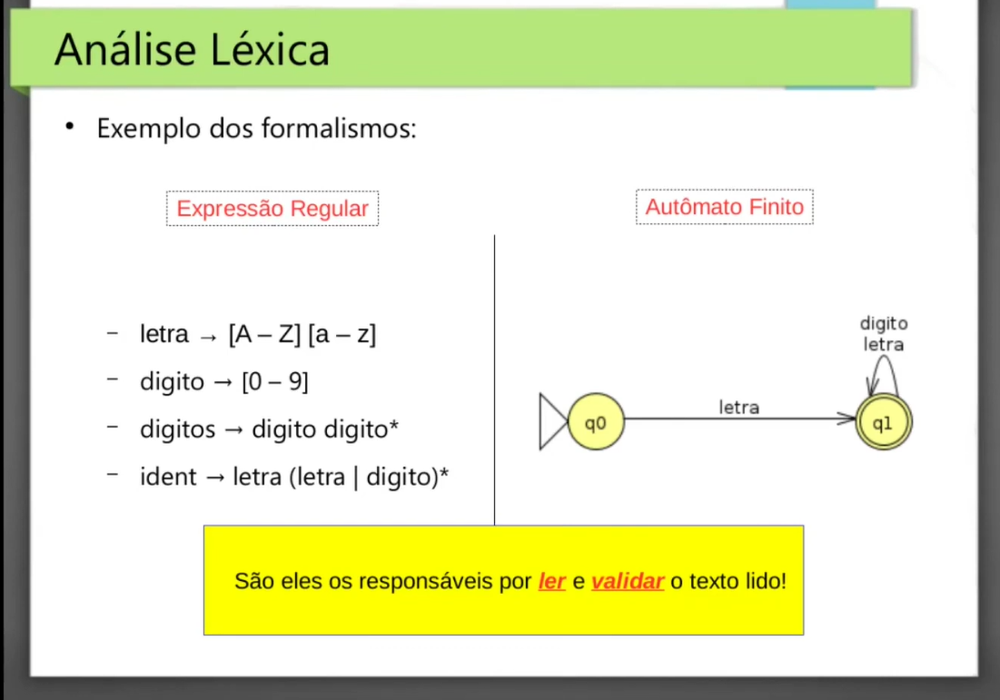 Análise Léxica
• Exemplo dos formalismos:
Expressão Regular
– letra → [A – Z] [a – z]
– digito → [0 – 9]
– digitos → digito digito*
– ident → letra (letra | digito)*
Autômato Finito
digito
letra
letra
q0
q1
São eles os responsáveis por ler e validar o texto lido!